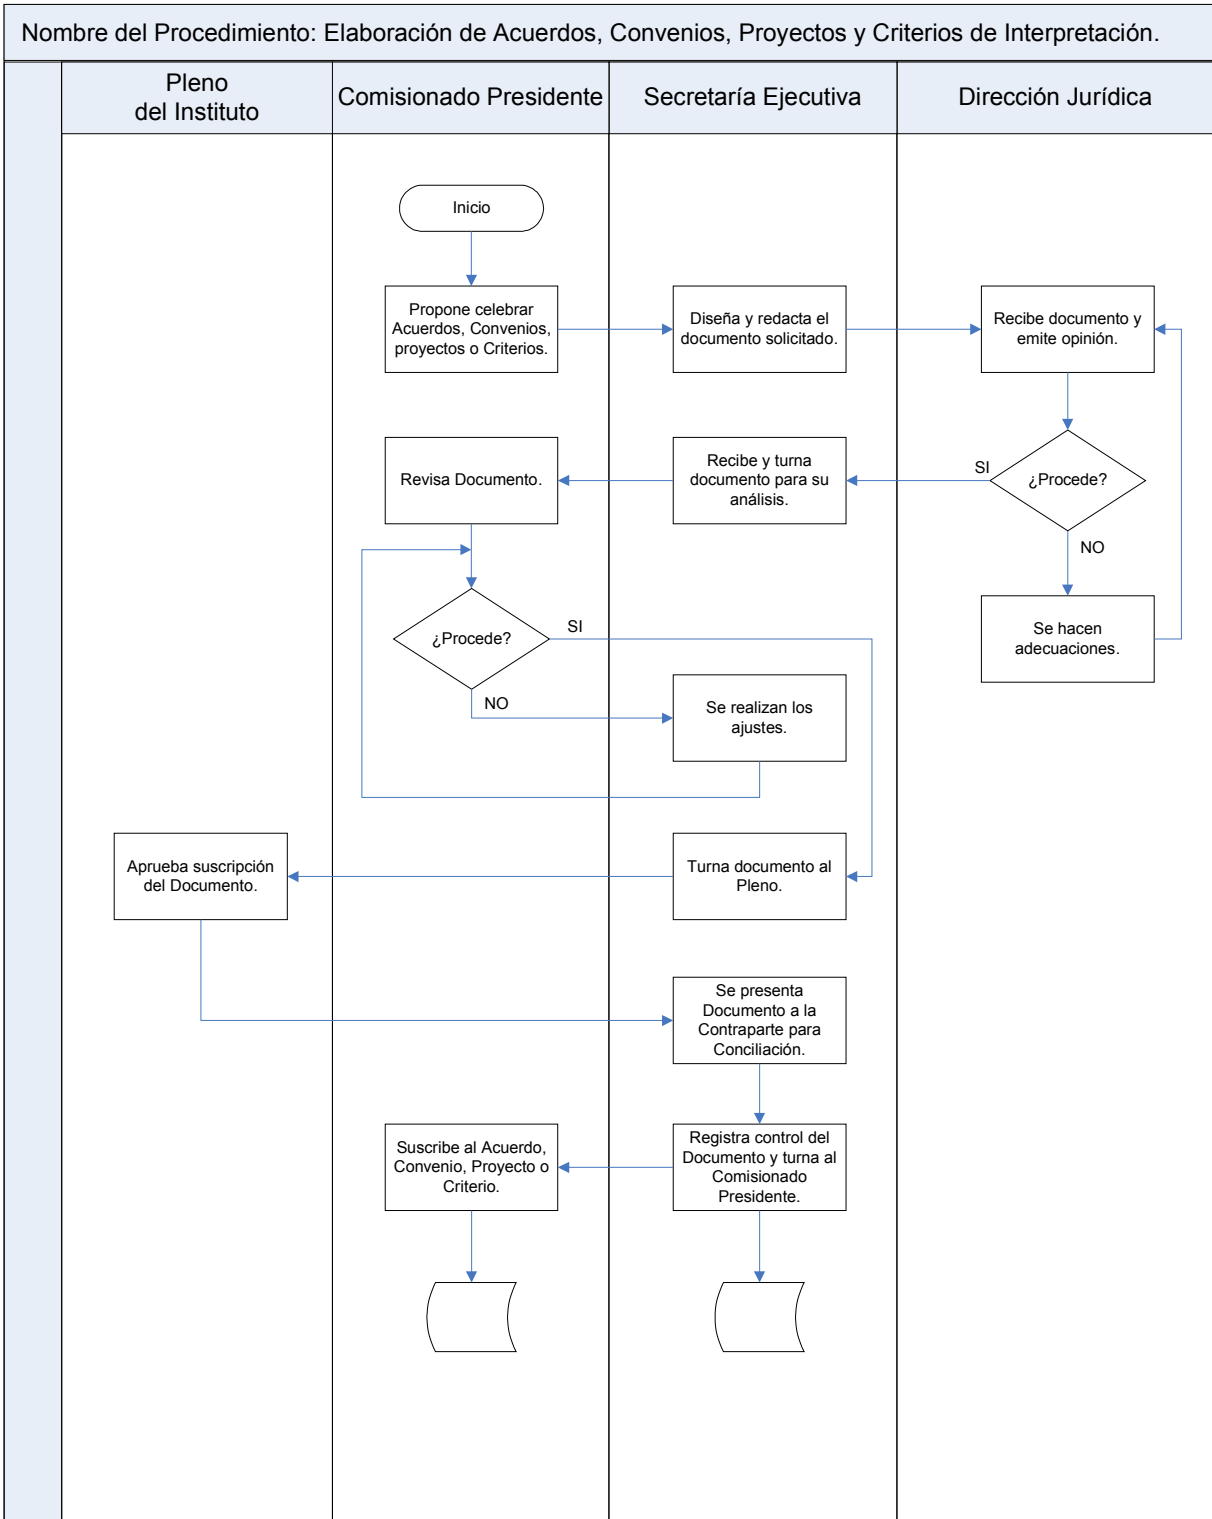 Nombre del Procedimiento: Elaboración de Acuerdos, Convenios, Proyectos y Criterios de Interpretación.
Pleno
del Instituto
Comisionado Presidente
Secretaría Ejecutiva
Dirección Jurídica
Inicio
Propone celebrar
Acuerdos, Convenios,
proyectos o Criterios.
Diseña y redacta el
documento solicitado.
Recibe documento y
emite opinión.
Revisa Documento.
Recibe y turna
documento para su
análisis.
SI
¿Procede?
NO
Se hacen
adecuaciones.
¿Procede?
SI
NO
Se realizan los
ajustes.
Aprueba suscripción
del Documento.
Turna documento al
Pleno.
Se presenta
Documento a la
Contraparte para
Conciliación.
Suscribe al Acuerdo,
Convenio, Proyecto o
Criterio.
Registra control del
Documento y turna al
Comisionado
Presidente.